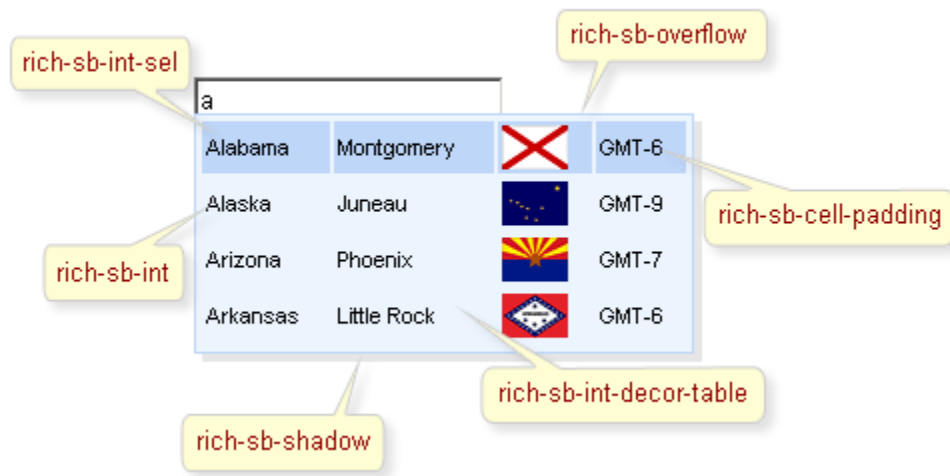 rich-sb-overflow
rich-sb-int-sel
a
Alabama Montgomery GMT-6
Alaska Juneau GMT-9
rich-sb-cell-padding
rich-sb-int
Arizona Phoenix GMT-7
Arkansas Little Rock GMT-6
rich-sb-int-decor-table
rich-sb-shadow